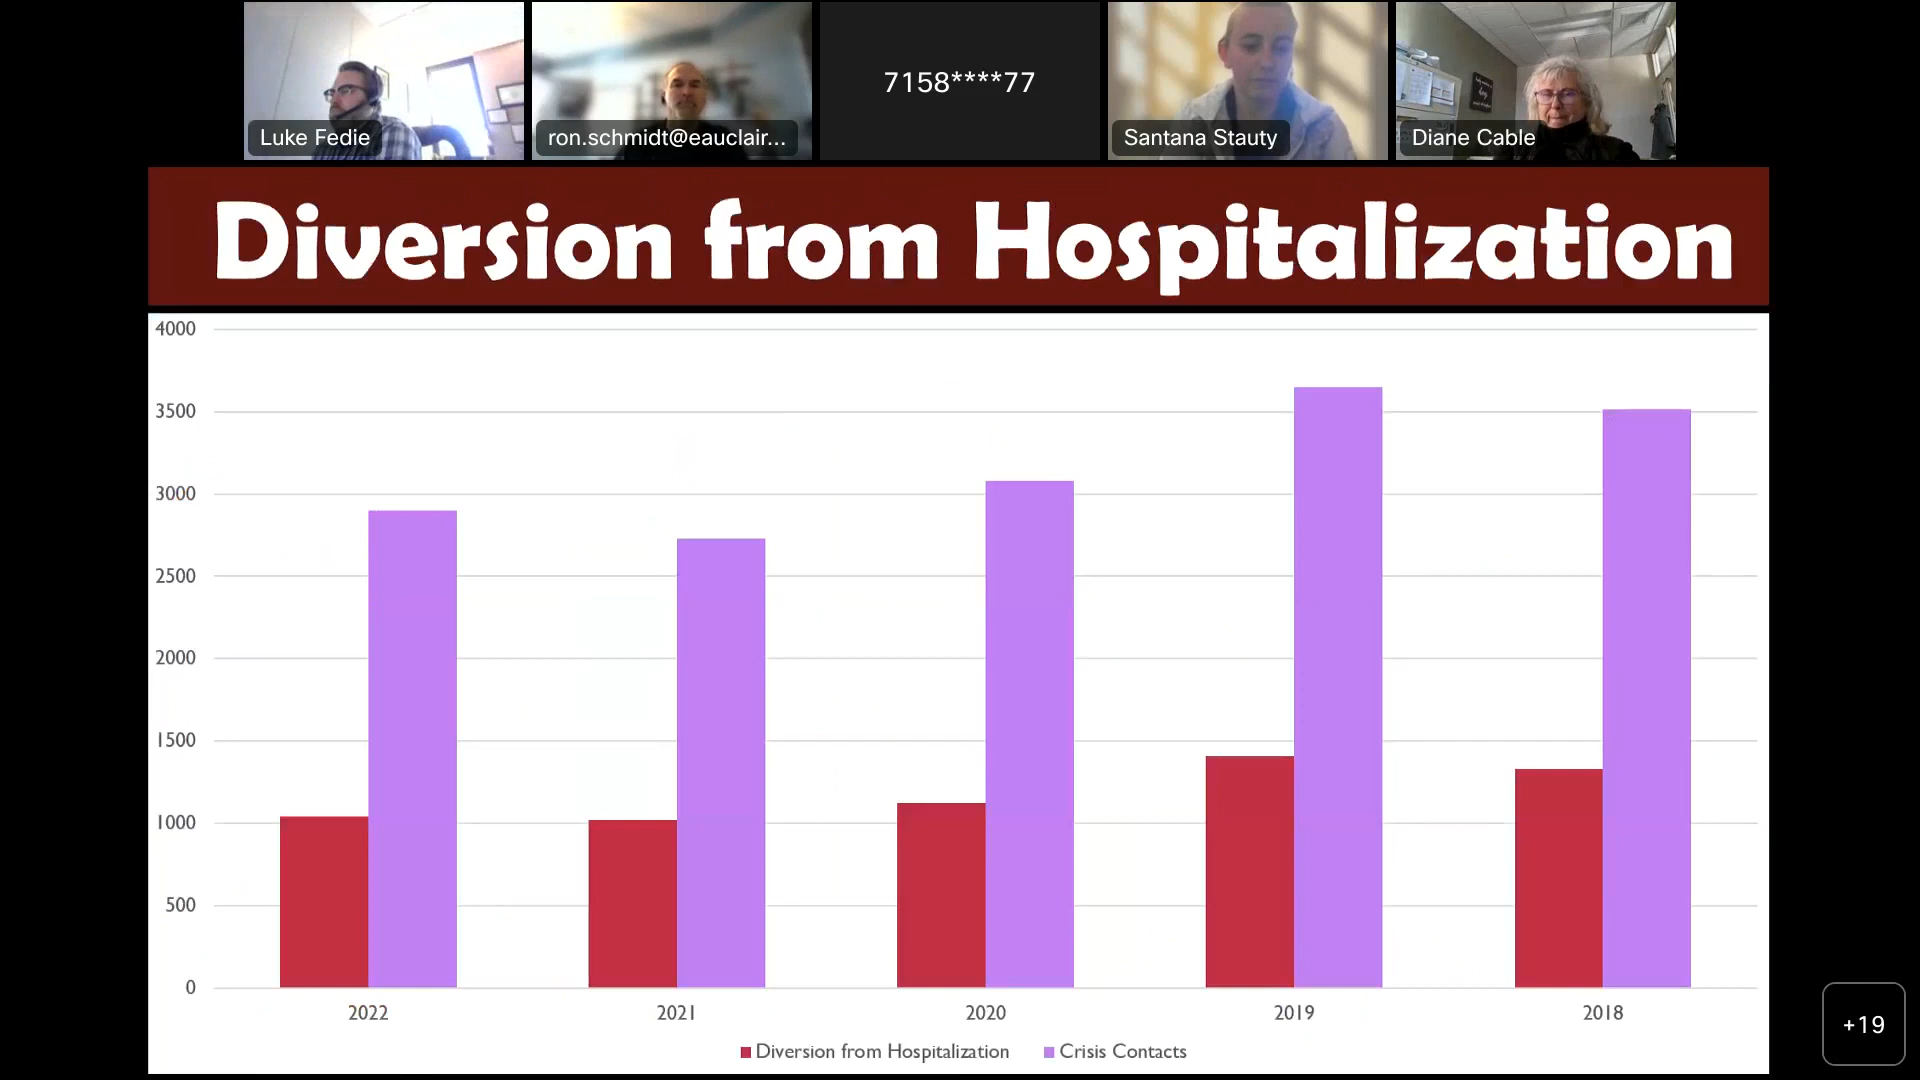 7158****77
Luke Fedie
ron.schmidt@eauclair...
Santana Stauty
Diane Cable
Diversion from Hospitalization
4000
3500
3000
2500
2000
1500
1000
500
0
2022 2021 2020 2019 2018
Diversion from Hospitalization Crisis Contacts
+19